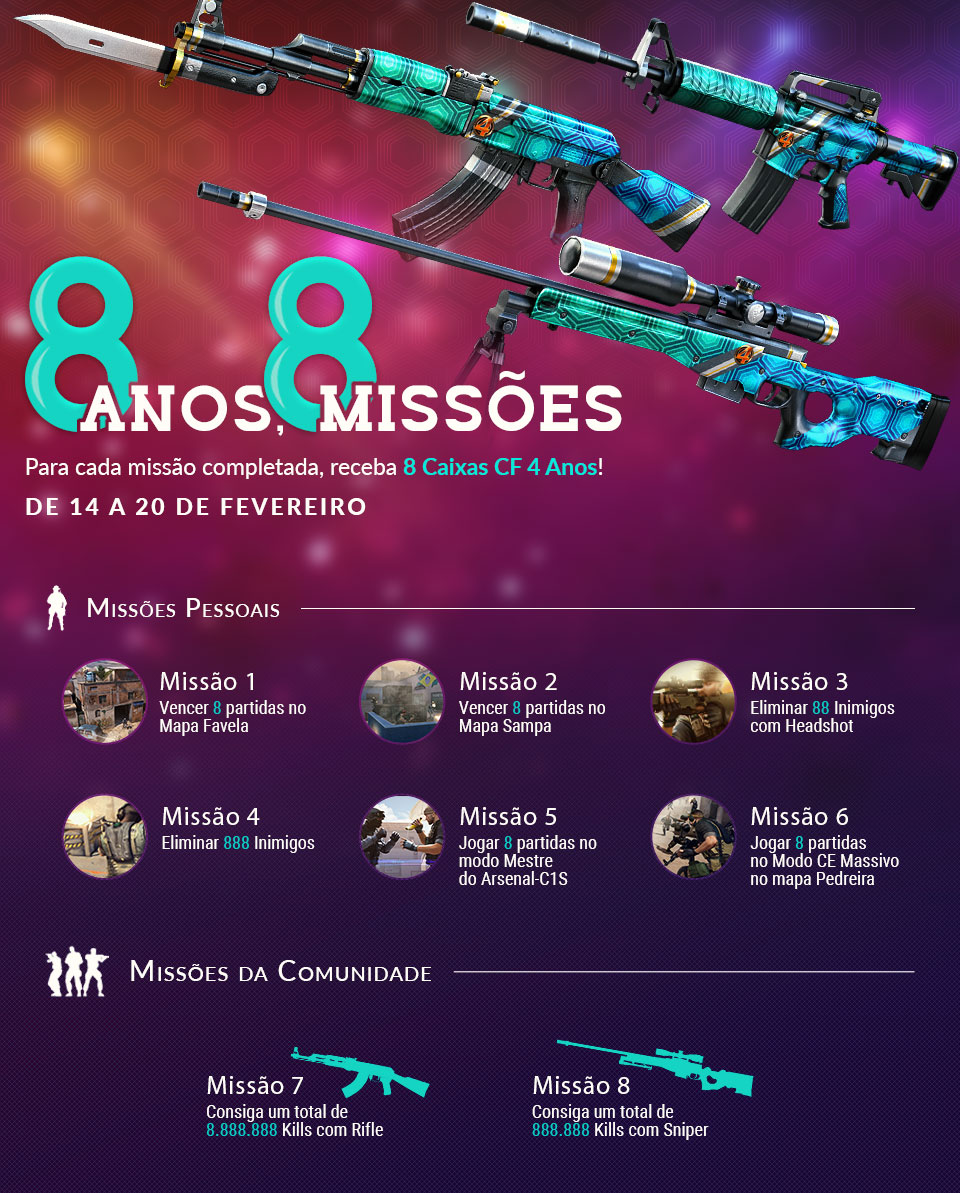 8 ANOS, 8 MISSÕES
Para cada missão completada, receba 8 Caixas CF 4 Anos!
DE 14 A 20 DE FEVEREIRO
Missões Pessoais
Missão 1
Vencer 8 partidas no
Mapa Favela
Missão 2
Vencer 8 partidas no
Mapa Sampa
Missão 3
Eliminar 88 Inimigos
com Headshot
Missão 4
Eliminar 888 Inimigos
Missão 5
Jogar 8 partidas no
modo Mestre
do Arsenal-C1S
Missão 6
Jogar 8 partidas
no Modo CE Massivo
no mapa Pedreira
Missões da Comunidade
Missão 7
Consiga um total de
8.888.888 Kills com Rifle
Missão 8
Consiga um total de
888.888 Kills com Sniper